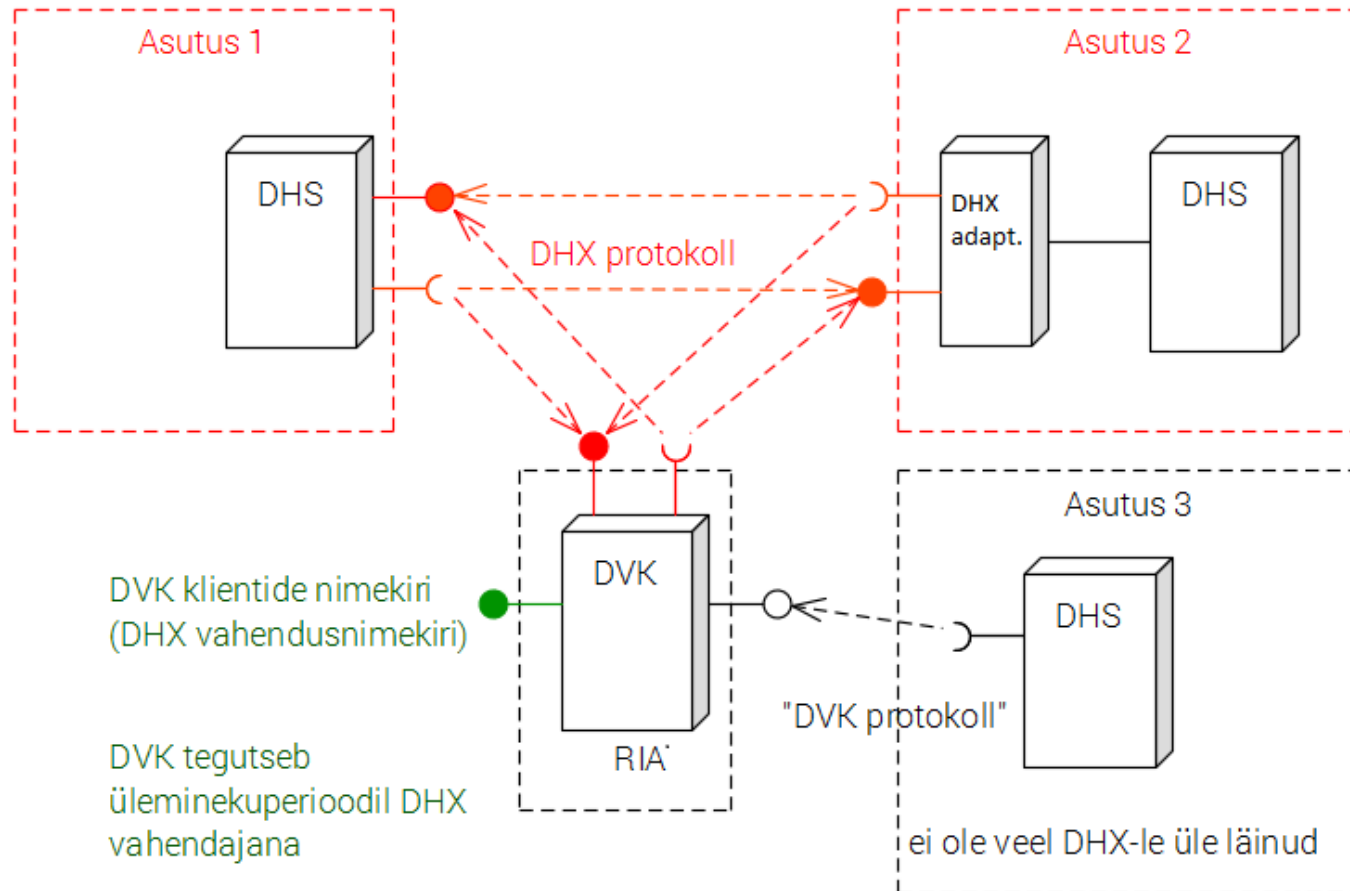 Asutus 1
Asutus 2
DHS
DHX
adapt.
DHS
DHX protokoll
Asutus 3
DVK
DHS
DVK klientide nimekiri
(DHX vahendusnimekiri)
"DVK protokoll"
RIA
DVK tegutseb
üleminekuperioodil DHX
vahendajana
ei ole veel DHX-le üle läinud